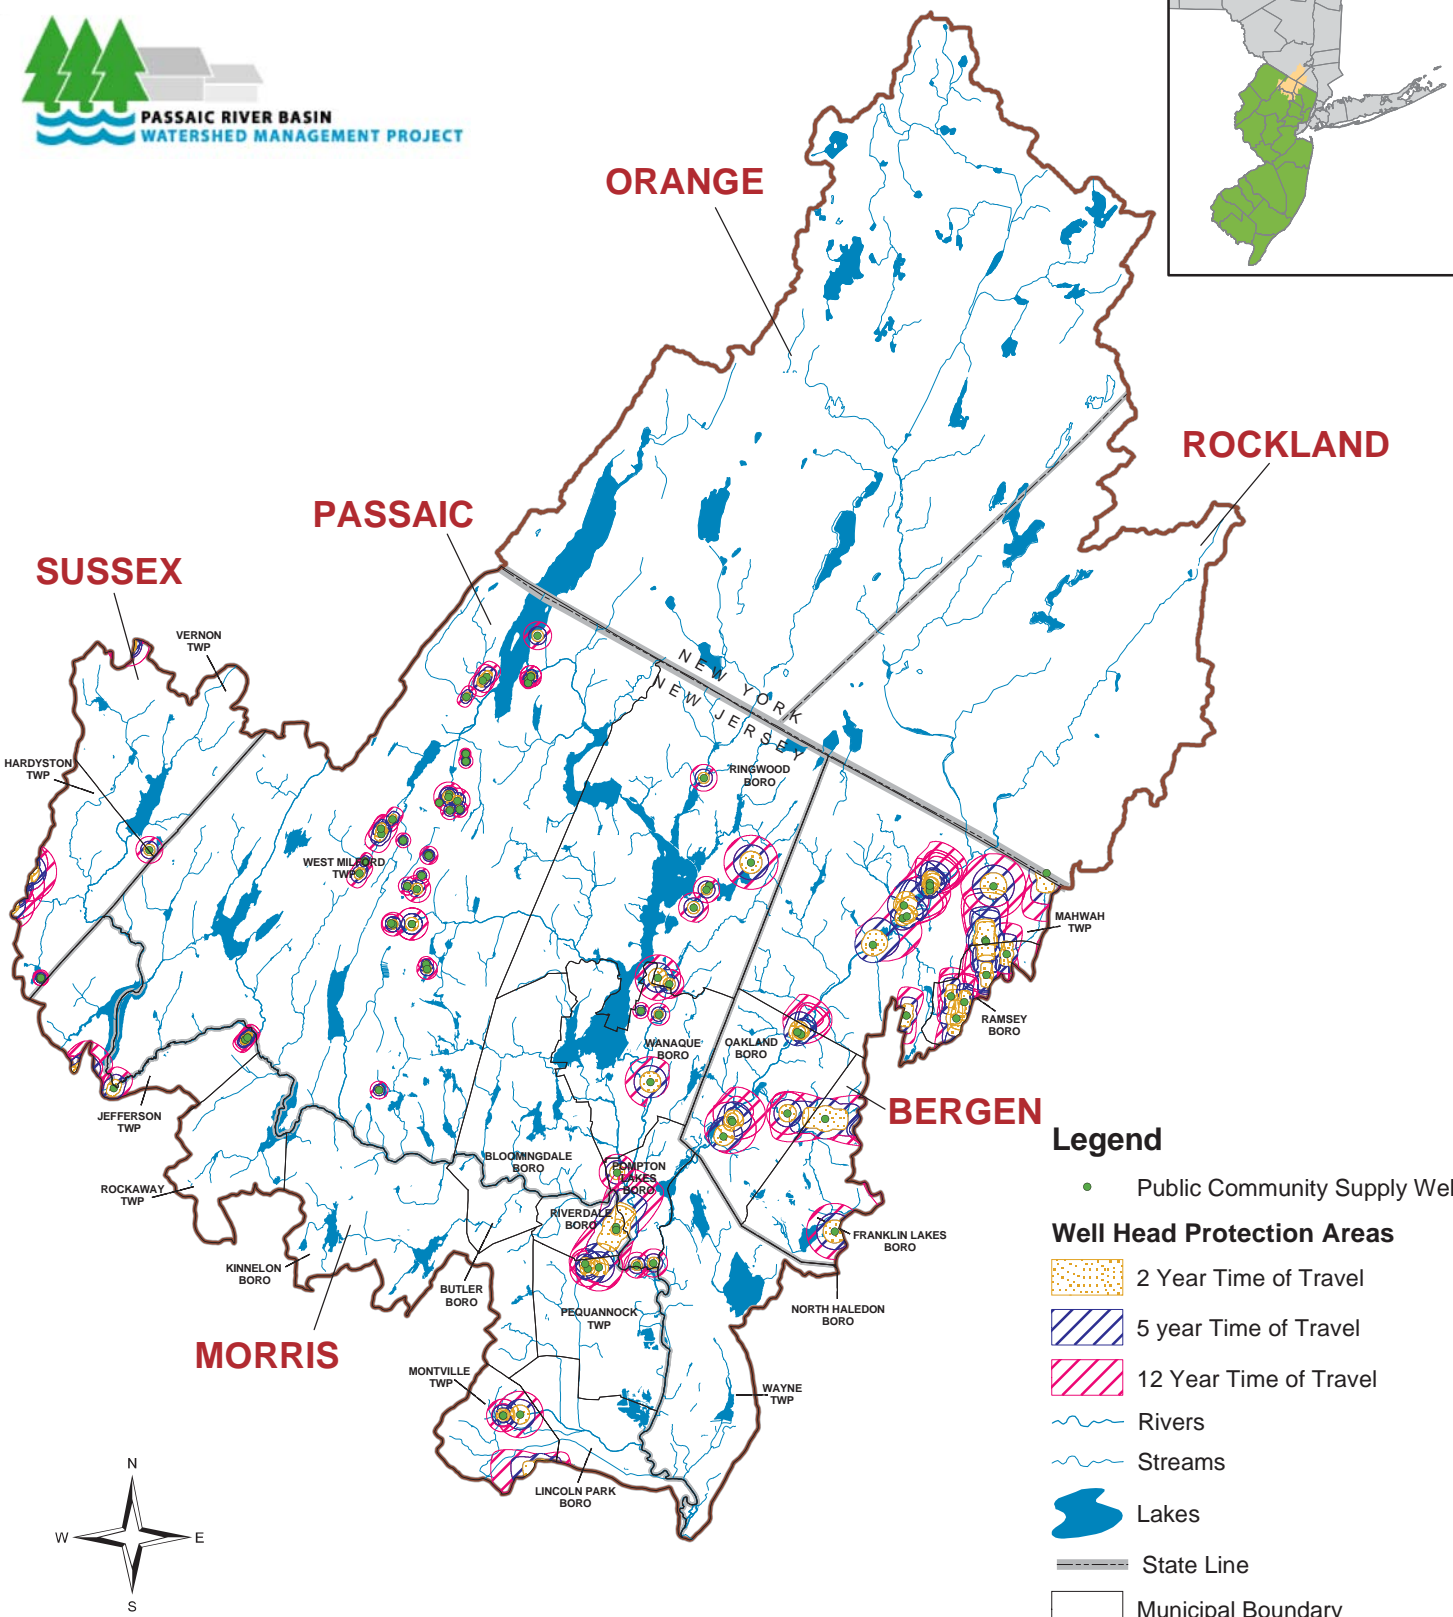 PASSAIC RIVER BASIN
WATERSHED MANAGEMENT PROJECT
ORANGE
ROCKLAND
PASSAIC
SUSSEX
VERNON
TWP
HARDYSTON
TWP
NEW YORK
NEW JERSEY
RINGWOOD
BORO
WEST MILFORD
TWP
MAHWAH
TWP
RAMSEY
BORO
WANAQUE
BORO
OAKLAND
BORO
JEFFERSON
TWP
BERGEN
BLOOMINGDALE
BORO
POMPTON
LAKES
BORO
ROCKAWAY
TWP
RIVERDALE
BORO
FRANKLIN LAKES
BORO
KINNELON
BORO
BUTLER
BORO
NORTH HALEDON
BORO
PEQUANNOCK
TWP
MORRIS
MONTVILLE
TWP
WAYNE
TWP
LINCOLN PARK
BORO
N
W E
S
Legend
Public Community Supply Wel
Well Head Protection Areas
2 Year Time of Travel
5 year Time of Travel
12 Year Time of Travel
Rivers
Streams
Lakes
State Line
Municipal Boundary